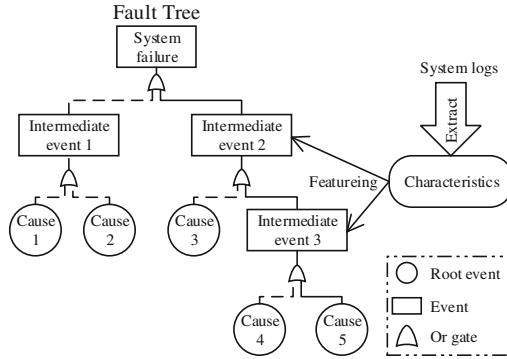 Fault Tree
System
failure
System logs
Extract
Intermediate
event 1
Intermediate
event 2
Featureing
Characteristics
Cause
1
Cause
2
Cause
3
Intermediate
event 3
Cause
4
Cause
5
Root event
Event
Or gate